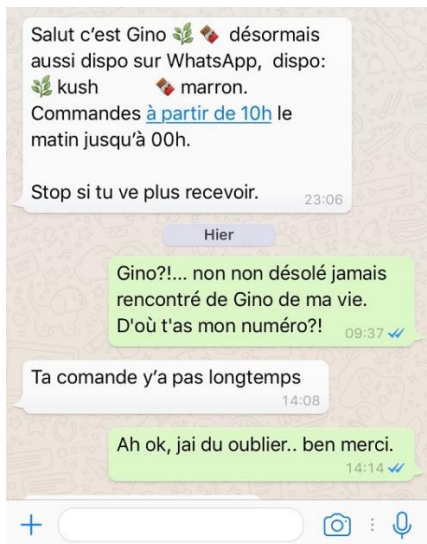 Salut c’est Gino 🌿 🍫 désormais
aussi dispo sur WhatsApp, dispo:
🌿 kush 🍫 marron.
Commandes à partir de 10h le
matin jusqu’à 00h.
Stop si tu ve plus recevoir. 23:06
Hier
Gino?!... non non désolé jamais
rencontré de Gino de ma vie.
D'où t'as mon numéro?! 09:37
Ta comande y’a pas longtemps
14:08
Ah ok, jai du oublier.. ben merci.
14:14